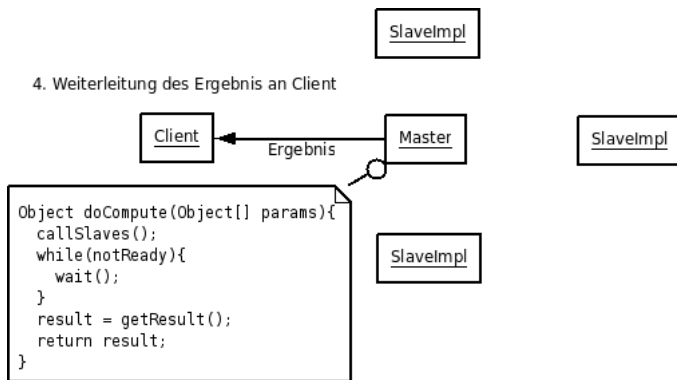 SlaveImpl
4. Weiterleitung des Ergebnis an Client
Client
Ergebnis
Master
SlaveImpl
Object doCompute(Object[] params){
callSlaves();
while(notReady){
wait();
}
result = getResult();
return result;
}
SlaveImpl